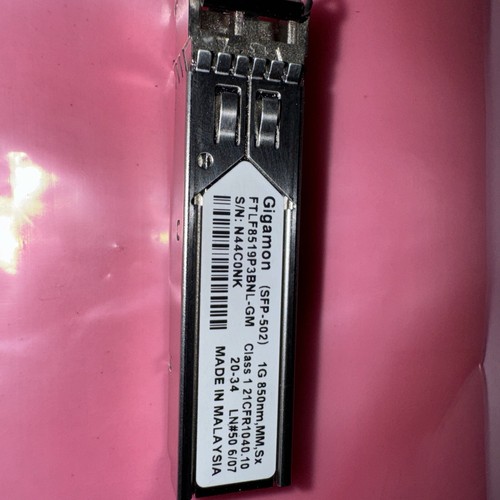 Gigamon (SFP-502) 1G 850nm,MM,Sx
FTLF8519P3BNL-GM Class 1 21CFR1040.10
S/N: N44C0NK 20-34 LN#50 6/07
MADE IN MALAYSIA